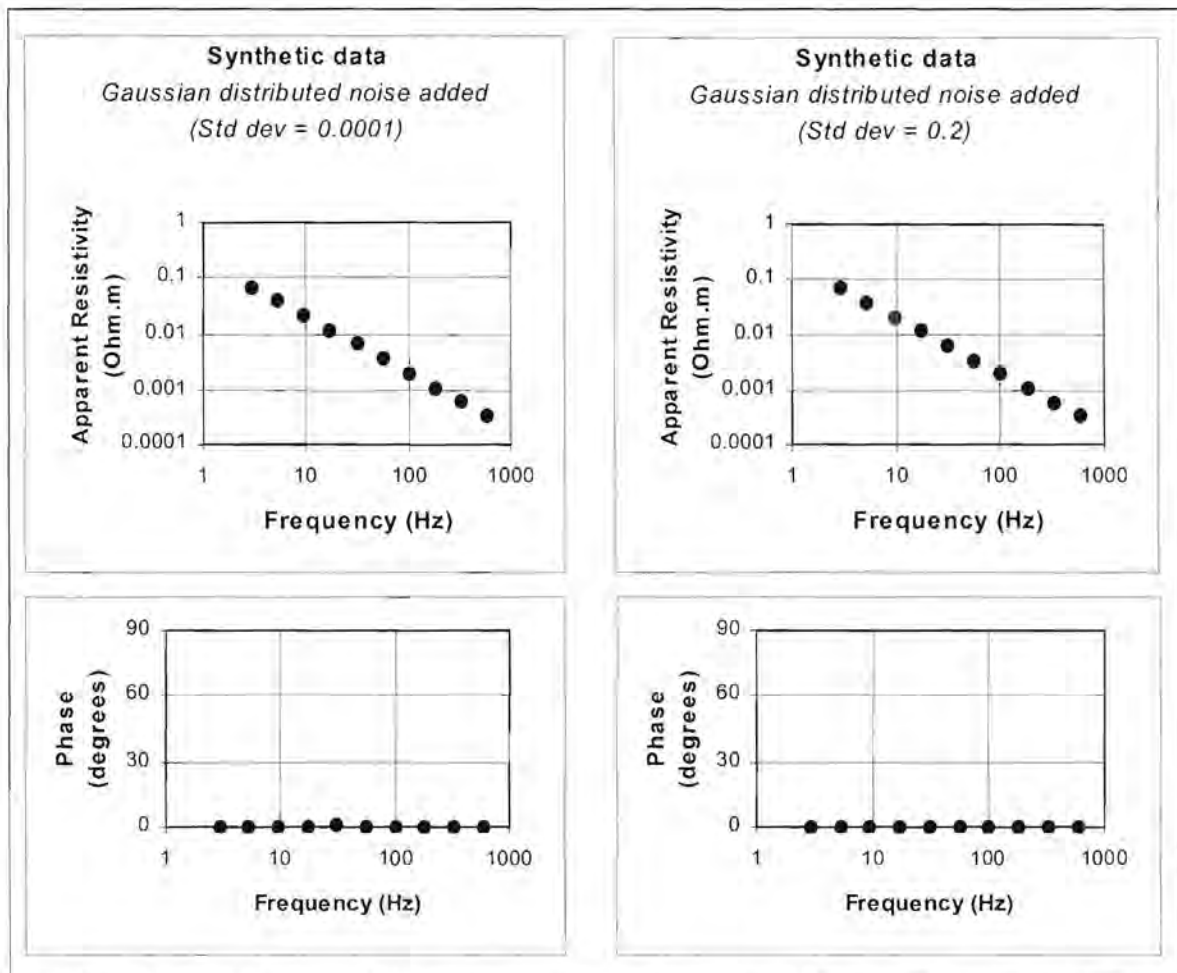 Synthetic data
Gaussian distributed noise added
(Std dev = 0.0001)
Apparent Resistivity
(Ohm.m)
1
0.1
0.01
0.001
0.0001
1 10 100 1000
Frequency (Hz)
Synthetic data
Gaussian distributed noise added
(Std dev = 0.2)
Apparent Resistivity
(Ohm.m)
1
0.1
0.01
0.001
0.0001
1 10 100 1000
Frequency (Hz)
Phase
(degrees)
90
60
30
0
1 10 100 1000
Frequency (Hz)
Phase
(degrees)
90
60
30
0
1 10 100 1000
Frequency (Hz)